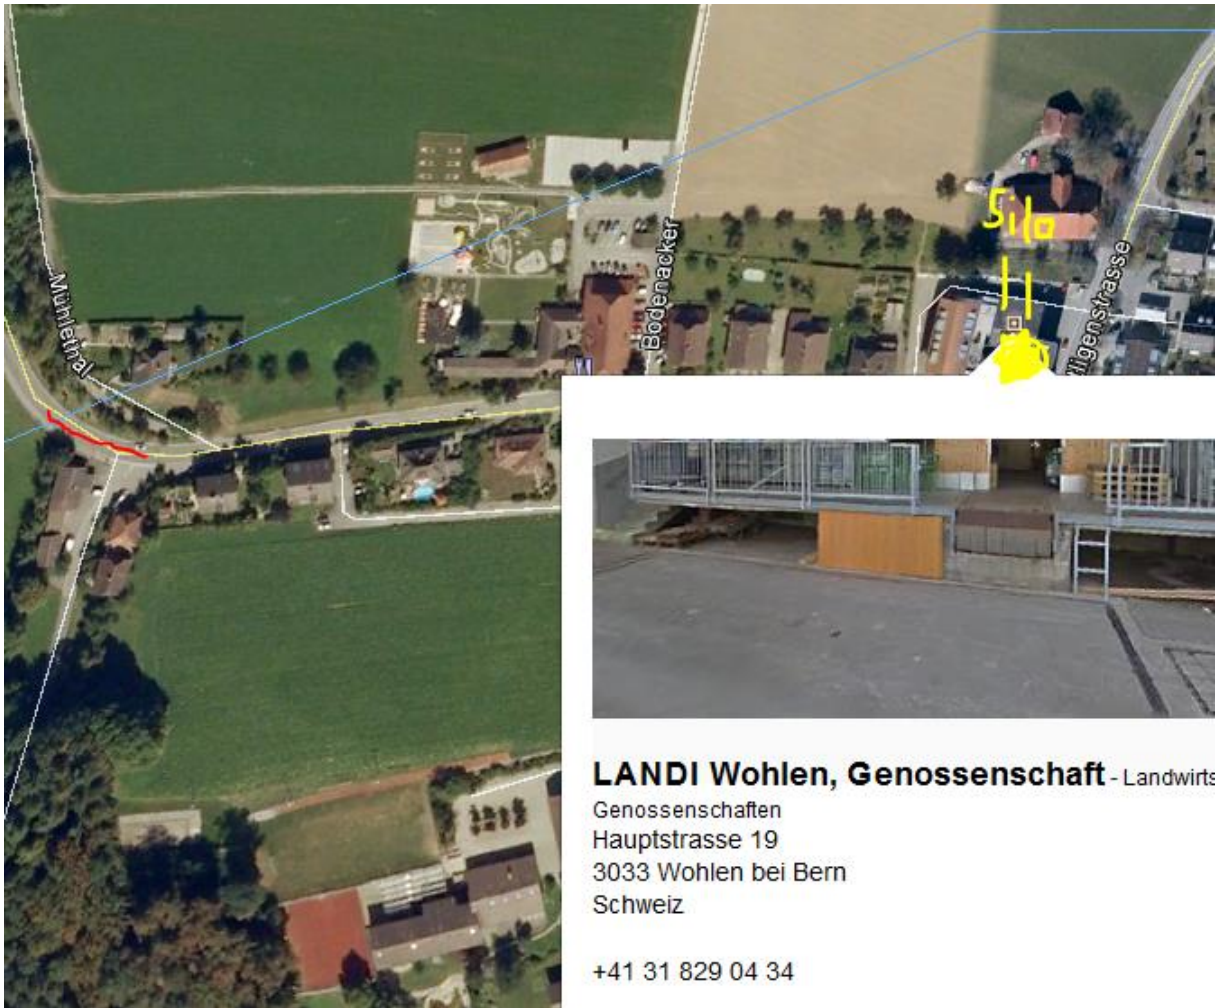 Silo
Mühlethal
Bodenacker
lligenstrasse
LANDI Wohlen, Genossenschaft - Landwirts
Genossenschaften
Hauptstrasse 19
3033 Wohlen bei Bern
Schweiz
+41 31 829 04 34